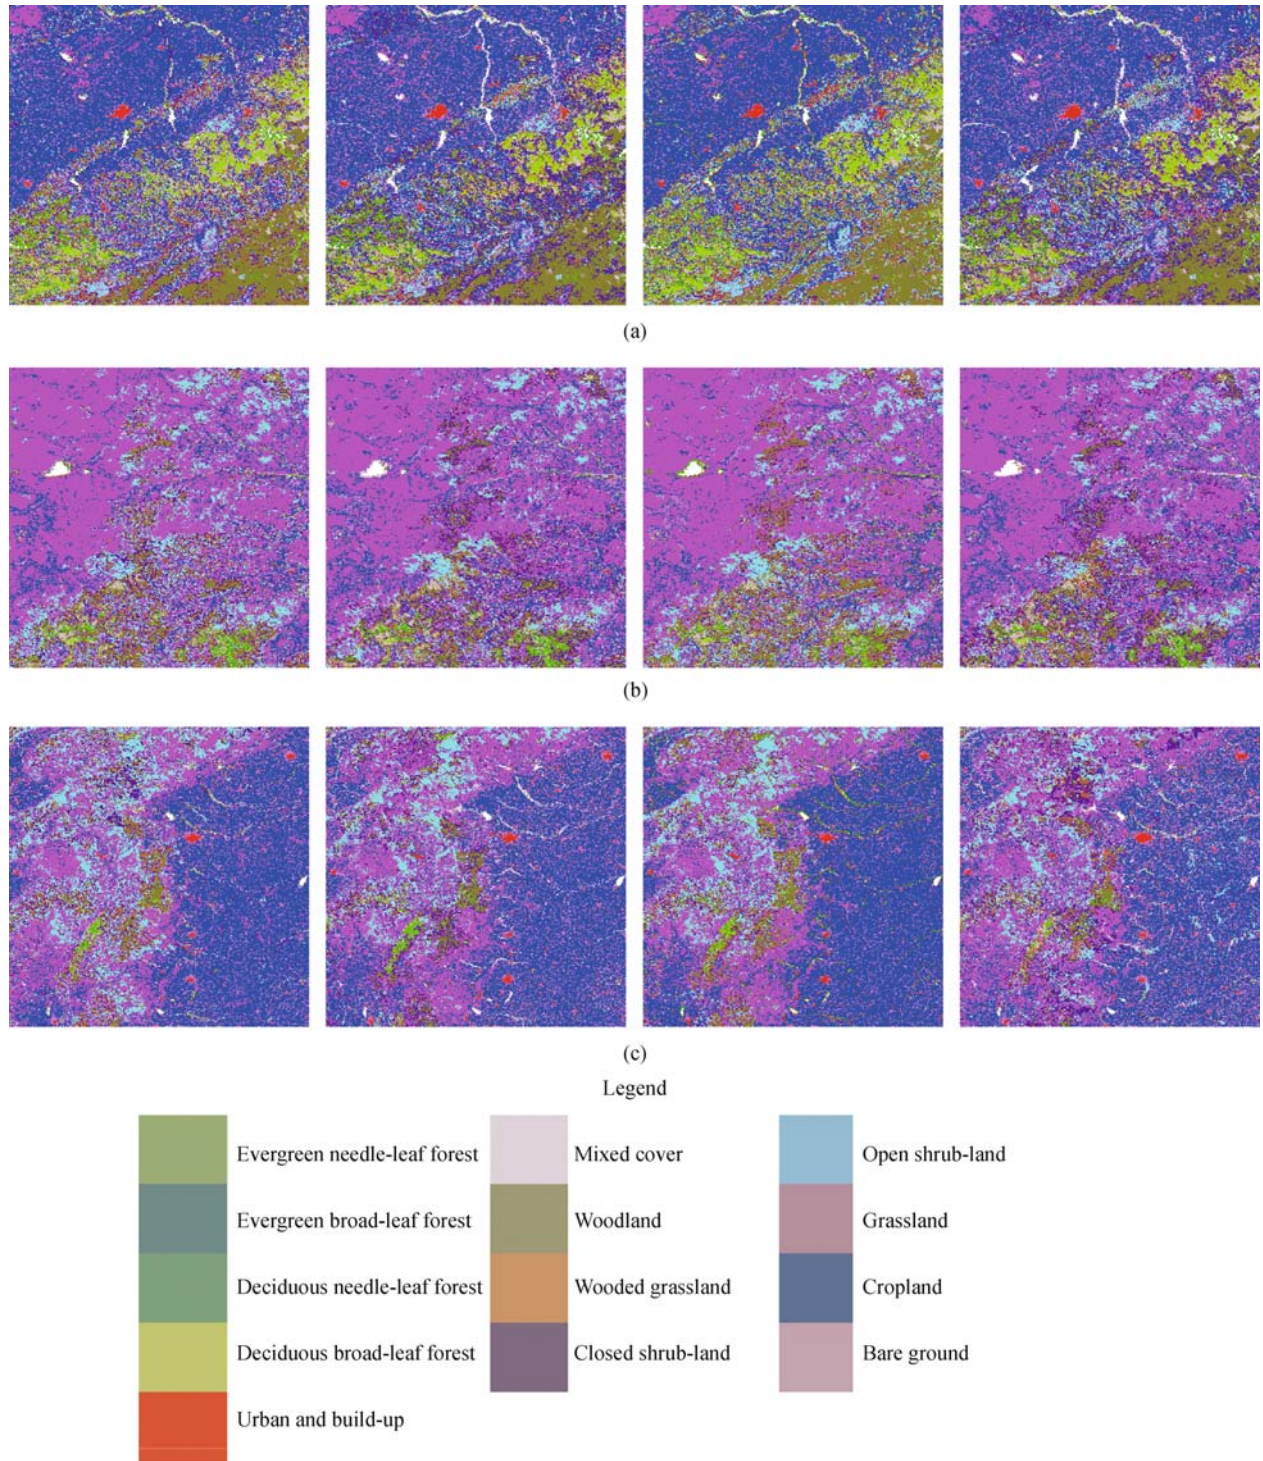 (a)
(b)
(c)
Legend
Evergreen needle-leaf forest
Mixed cover
Open shrub-land
Evergreen broad-leaf forest
Woodland
Grassland
Deciduous needle-leaf forest
Wooded grassland
Cropland
Deciduous broad-leaf forest
Closed shrub-land
Bare ground
Urban and build-up